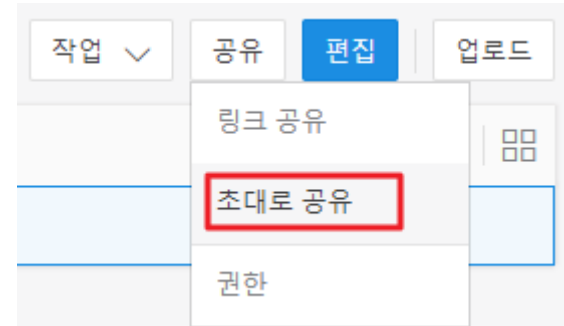 작업 공유 편집 업로드
링크 공유
초대로 공유
권한